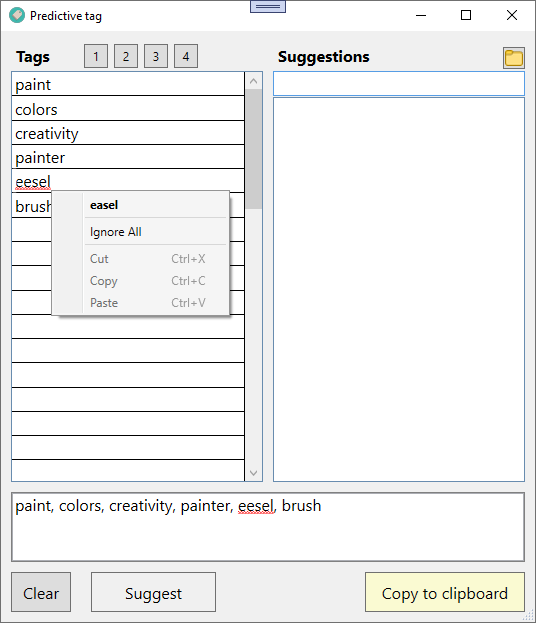 Predictive tag
Tags 1 2 3 4 Suggestions
paint
colors
creativity
painter
eesel
brush
easel
Ignore All
Cut Ctrl+X
Copy Ctrl+C
Paste Ctrl+V
paint, colors, creativity, painter, eesel, brush
Clear Suggest Copy to clipboard